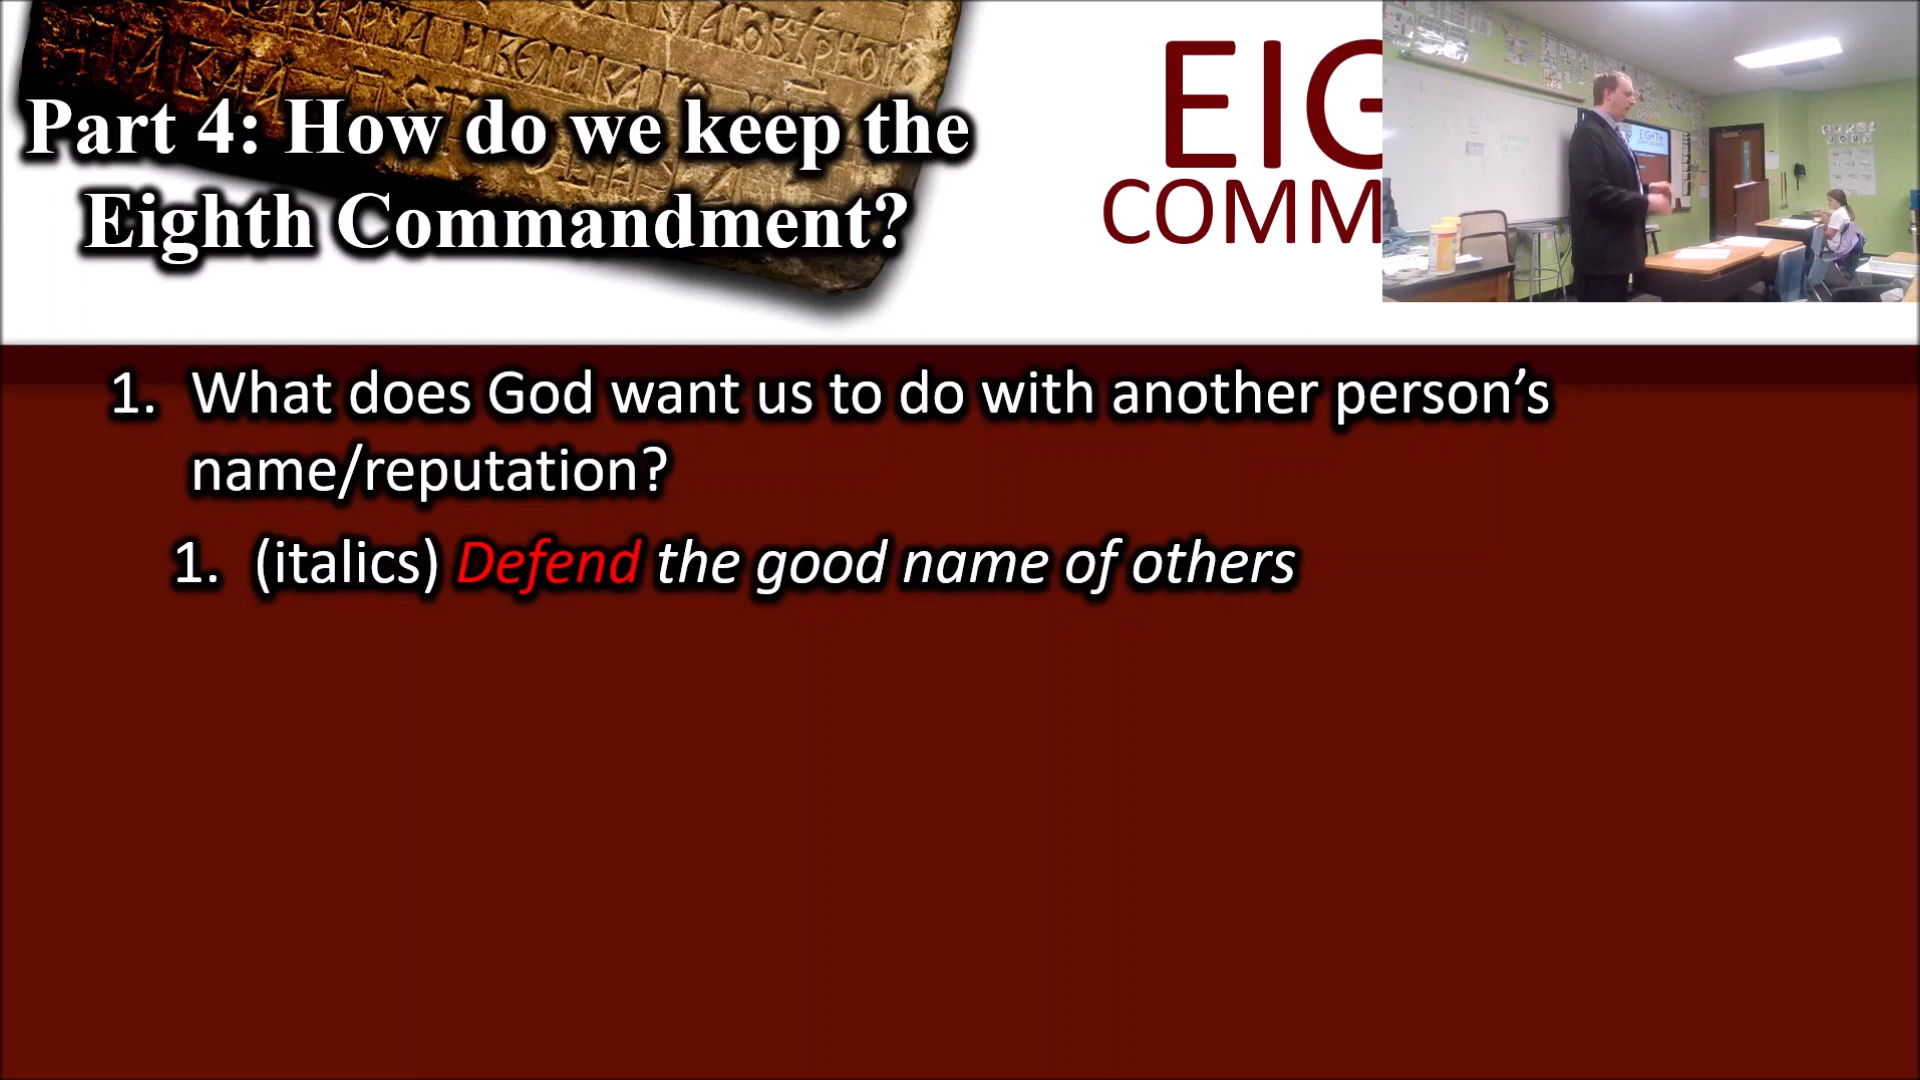 Part 4: How do we keep the
Eighth Commandment?
EIG
COMM
EIGHTH
1. What does God want us to do with another person’s
name/reputation?
1. (italics) Defend the good name of others